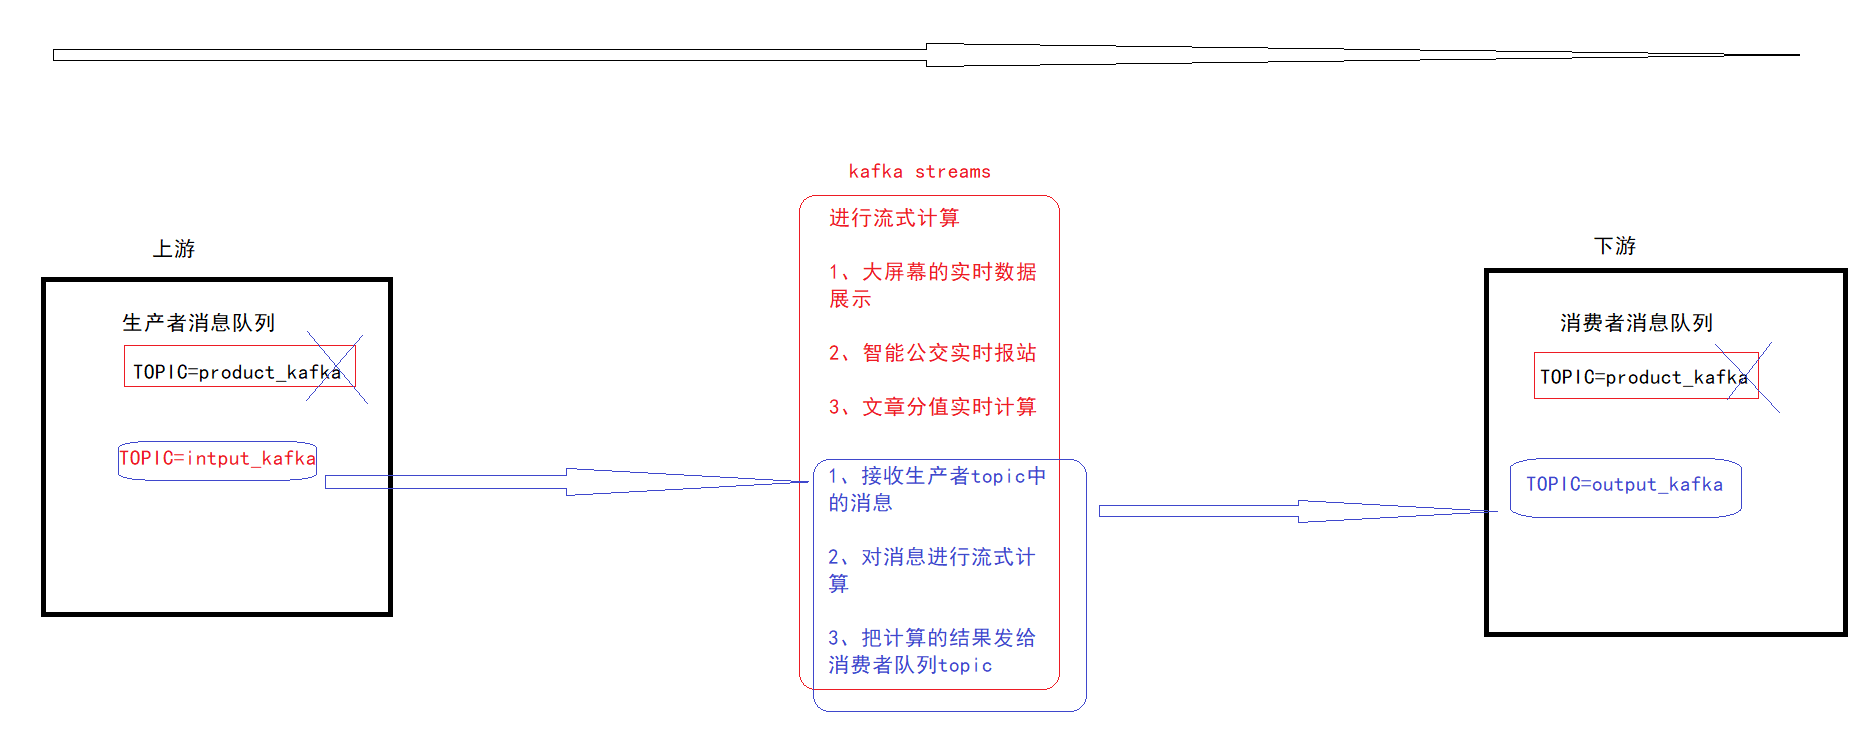 kafka streams
进行流式计算
1、大屏幕的实时数据
展示
2、智能公交实时报站
3、文章分值实时计算
1、接收生产者topic中
的消息
2、对消息进行流式计
算
3、把计算的结果发给
消费者队列topic
上游
生产者消息队列
TOPIC=product_kafka
TOPIC=intput_kafka
下游
消费者消息队列
TOPIC=product_kafka
TOPIC=output_kafka